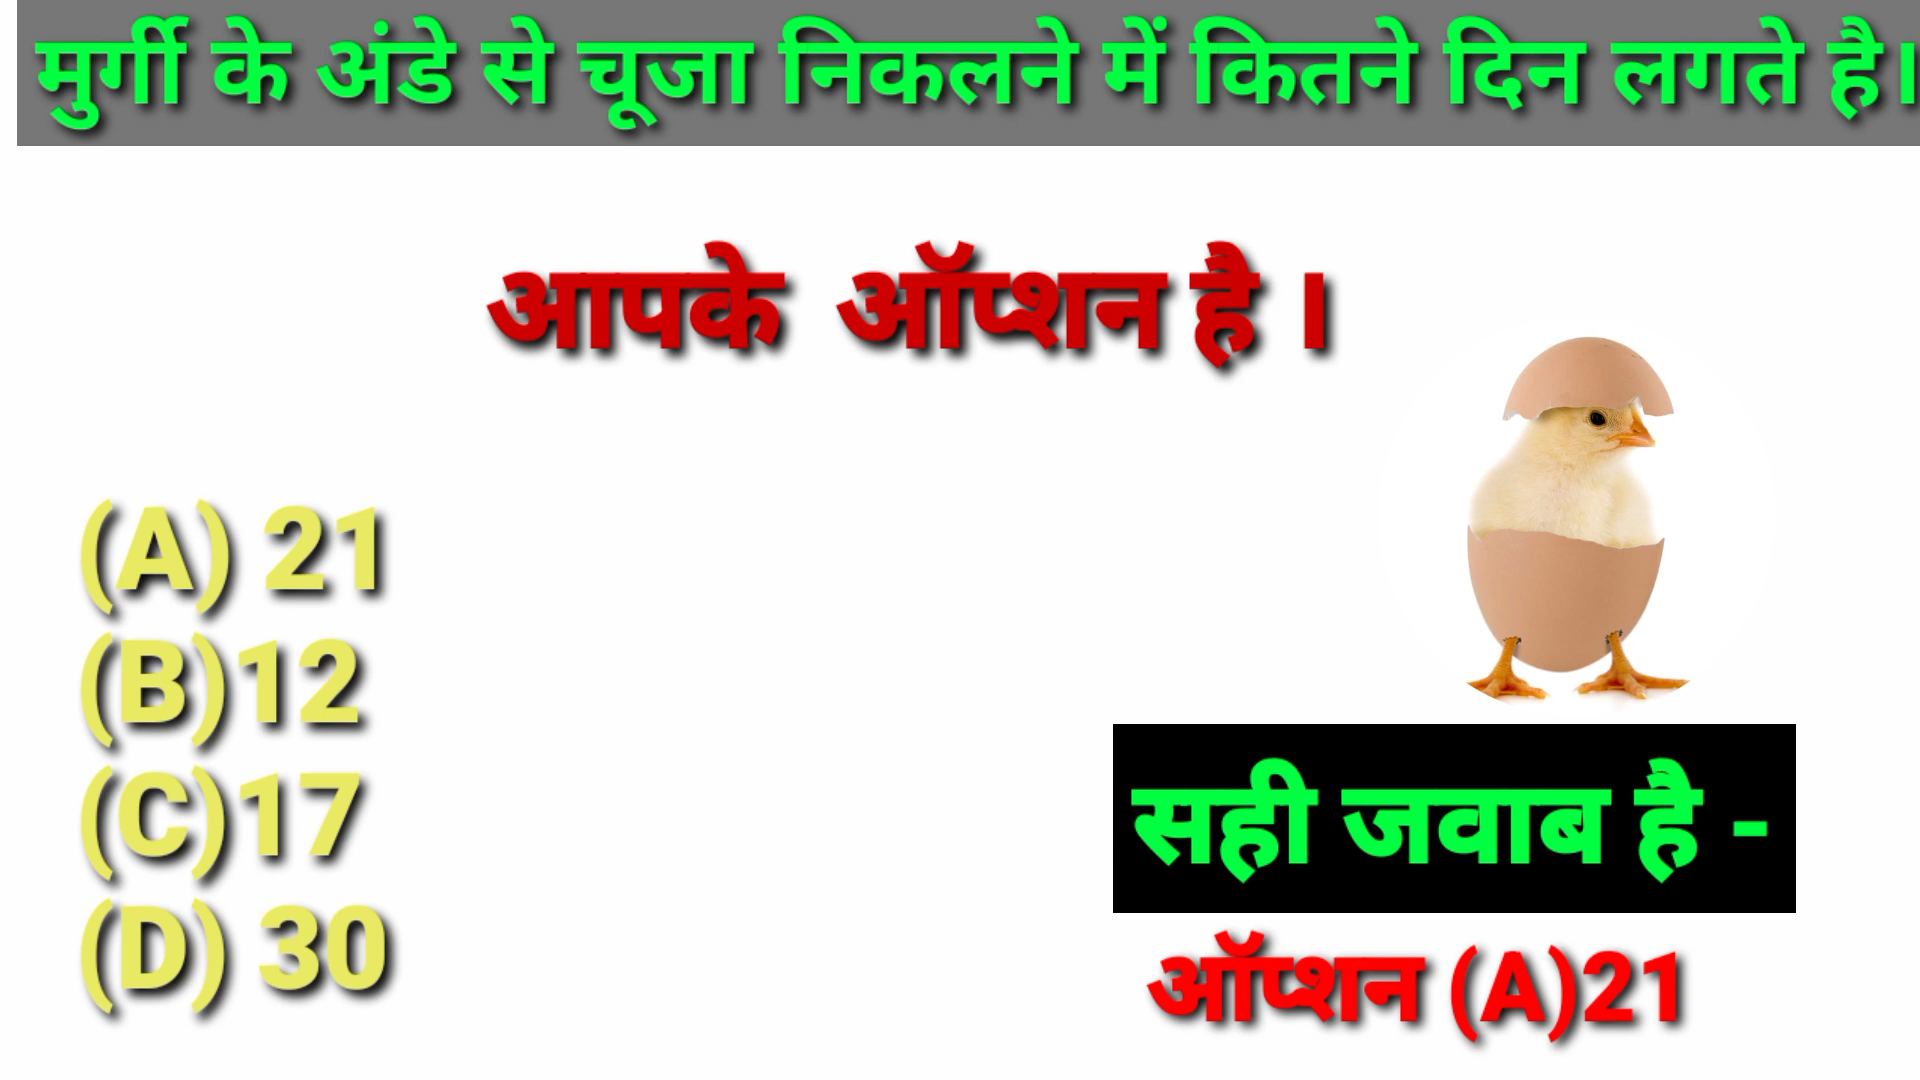 मुर्गी के अंडे से चूजा निकलने में कितने दिन लगते है।
आपके ऑप्शन है ।
(A) 21
(B)12
(C)17
(D) 30
सही जवाब है -
ऑप्शन (A)21